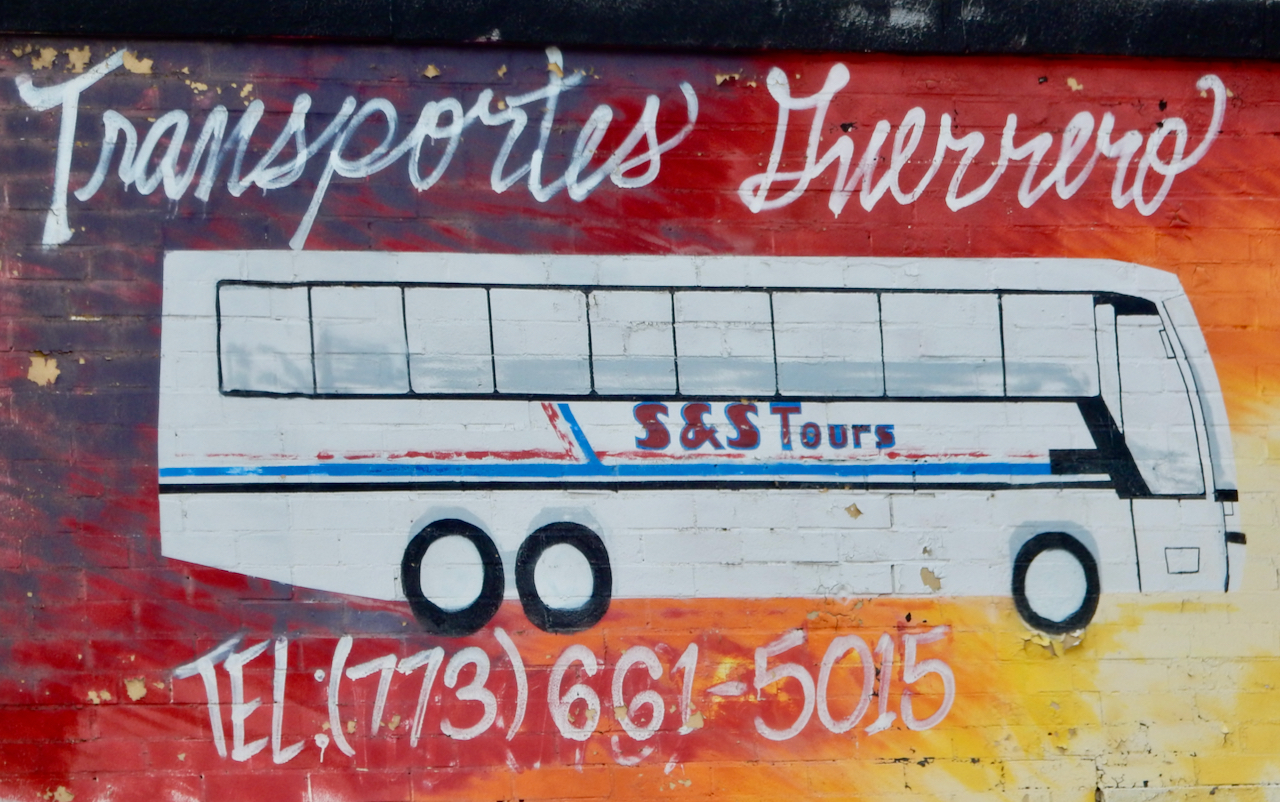 Transportes Guerrero
S&S Tours
TEL:(773)661-5015